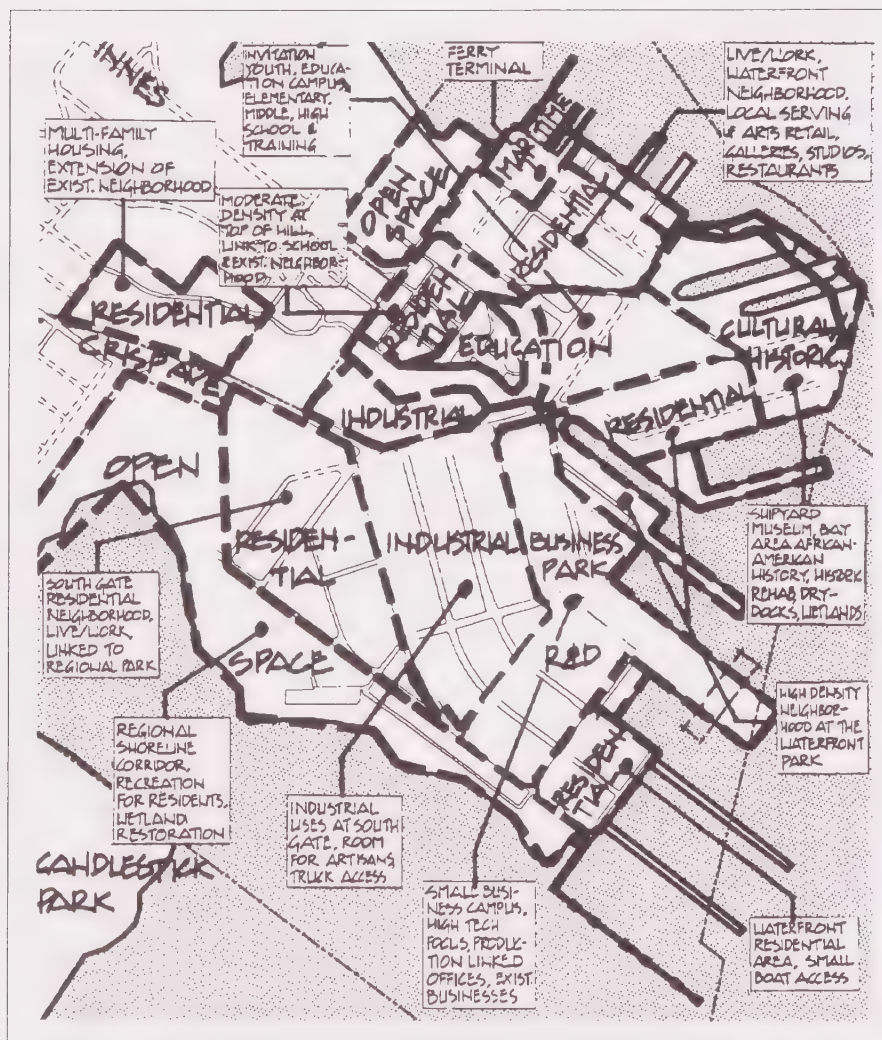 INNES
INVITATION
YOUTH, EDUCA-
TION CAMPUS,
ELEMENTARY,
MIDDLE, HIGH
SCHOOL &
TRAINING
FERRY
TERMINAL
LIVE/WORK,
WATERFRONT
NEIGHBORHOOD,
LOCAL SERVING
& ARTS RETAIL,
GALLERIES, STUDIOS,
RESTAURANTS
MULTI-FAMILY
HOUSING,
EXTENSION OF
EXIST. NEIGHBORHOOD
MODERATE
DENSITY AT
TOP OF HILL,
LINK TO SCHOOL
& EXIST. NEIGHBOR-
HOOD
OPEN
SPACE
MARITIME
RESIDENTIAL
RESIDEN-
TIAL
EDUCATION
CULTURAL/
HISTORIC
RESIDENTIAL
RESIDENTIAL
CRISP AVE
INDUSTRIAL
OPEN
SPACE
RESIDEN-
TIAL
INDUSTRIAL
BUSINESS
PARK
R&D
RESIDEN
TIAL
SHIPYARD
MUSEUM, BAY
AREA AFRICAN-
AMERICAN
HISTORY, HISTORIC
REHAB, DRY-
DOCKS, WETLANDS
SOUTH GATE
RESIDENTIAL
NEIGHBORHOOD,
LIVE/WORK,
LINKED TO
REGIONAL PARK
HIGH DENSITY
NEIGHBOR-
HOOD AT THE
WATERFRONT
PARK
REGIONAL
SHORELINE
CORRIDOR,
RECREATION
FOR RESIDENTS,
WETLAND
RESTORATION
INDUSTRIAL
USES AT SOUTH
GATE, ROOM
FOR ARTISANS,
TRUCK ACCESS
CANDLESTICK
PARK
SMALL BUSI-
NESS CAMPUS,
HIGH TECH
FOCUS, PRODUC-
TION LINKED
OFFICES, EXIST.
BUSINESSES
WATERFRONT
RESIDENTIAL
AREA, SMALL
BOAT ACCESS